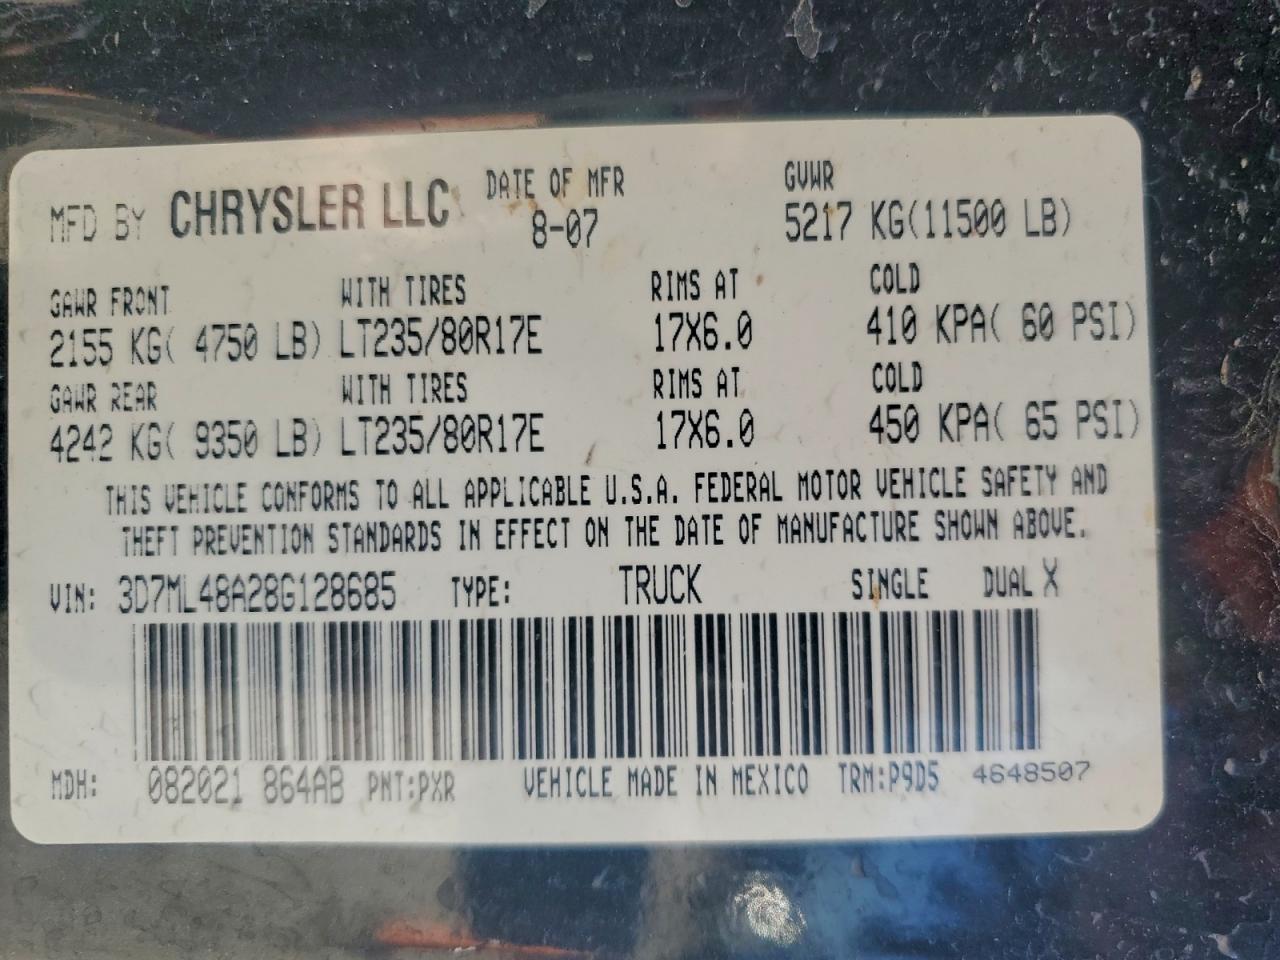 MFD BY CHRYSLER LLC DATE OF MFR 8-07 GVWR 5217 KG(11500 LB)
GAWR FRONT WITH TIRES RIMS AT COLD
2155 KG( 4750 LB) LT235/80R17E 17X6.0 410 KPA( 60 PSI)
GAWR REAR WITH TIRES RIMS AT COLD
4242 KG( 9350 LB) LT235/80R17E 17X6.0 450 KPA( 65 PSI)
THIS VEHICLE CONFORMS TO ALL APPLICABLE U.S.A. FEDERAL MOTOR VEHICLE SAFETY AND
THEFT PREVENTION STANDARDS IN EFFECT ON THE DATE OF MANUFACTURE SHOWN ABOVE.
VIN: 3D7ML48A28G128685 TYPE: TRUCK SINGLE DUAL X
MDH: 082021 864AB PNT:PXR VEHICLE MADE IN MEXICO TRM:P9D5 4648507